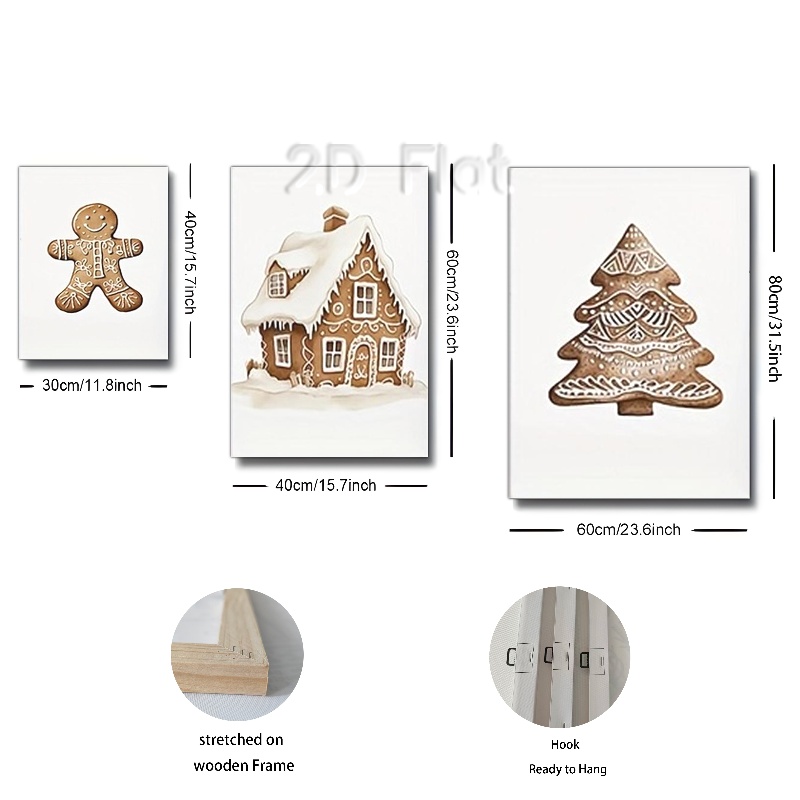 2D Flat
40cm/15.7inch
60cm/23.6inch
80cm/31.5inch
30cm/11.8inch
40cm/15.7inch
60cm/23.6inch
stretched on
wooden Frame
Hook
Ready to Hang